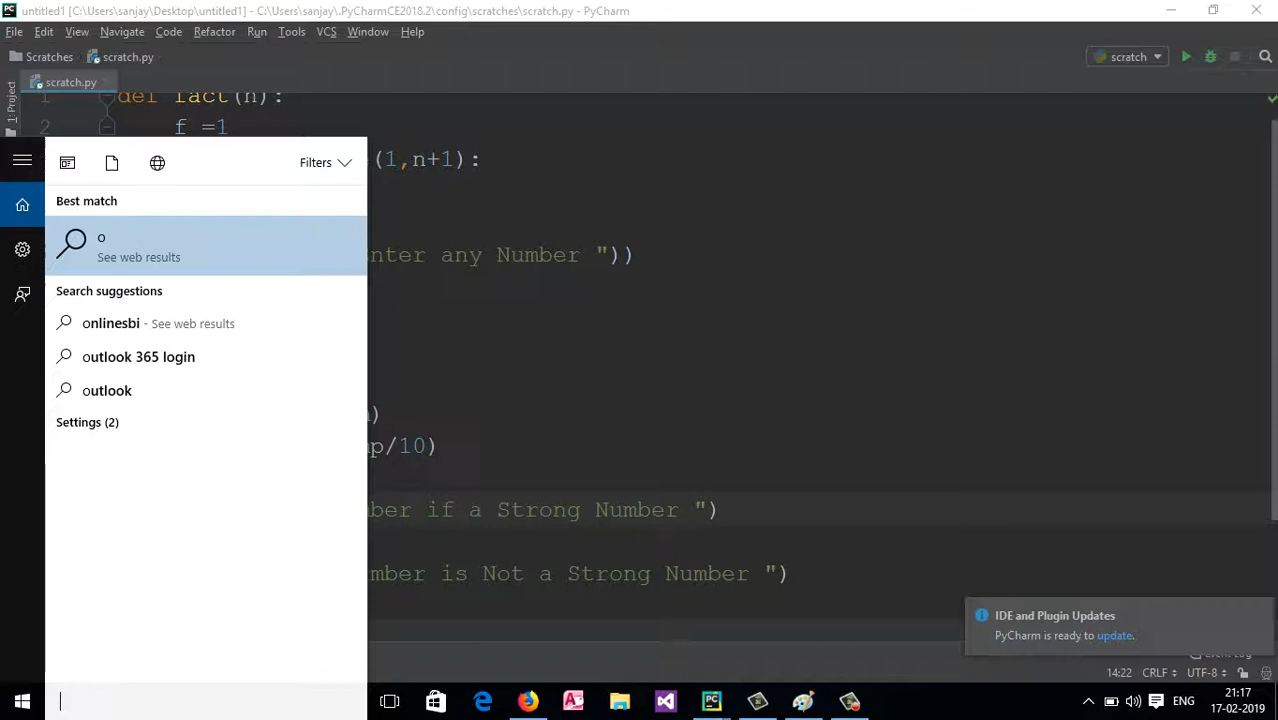 untitled1 [C:\Users\sanjay\Desktop\untitled1] - C:\Users\sanjay\.PyCharmCE2018.2\config\scratches\scratch.py - PyCharm
File Edit View Navigate Code Refactor Run Tools VCS Window Help
Scratches scratch.py scratch
scratch.py
1: Project
1 def fact(n):
2 f =1
(1,n+1):
nter any Number "))
)
p/10)
ber if a Strong Number ")
mber is Not a Strong Number ")
Filters
Best match
o
See web results
Search suggestions
onlinesbi - See web results
outlook 365 login
outlook
Settings (2)
IDE and Plugin Updates
PyCharm is ready to update.
14:22 CRLF UTF-8
ENG
21:17
17-02-2019